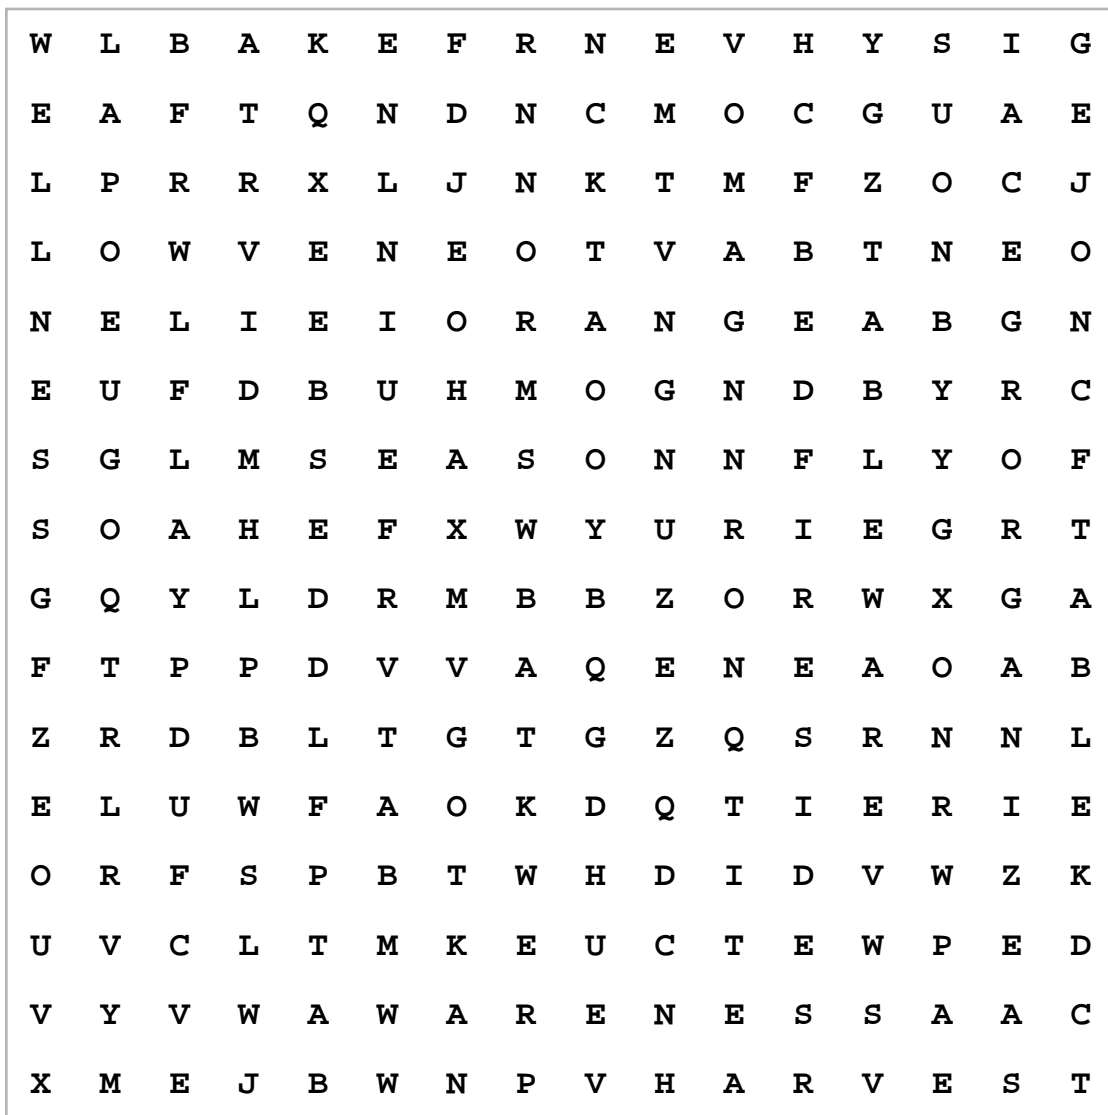 W L B A K E F R N E V H Y S I G
E A F T Q N D N C M O C G U A E
L P R R X L J N K T M F Z O C J
L O W V E N E O T V A B T N E O
N E L I E I O R A N G E A B G N
E U F D B U H M O G N D B Y R C
S G L M S E A S O N N F L Y O F
S O A H E F X W Y U R I E G R T
G Q Y L D R M B B Z O R W X G A
F T P P D V V A Q E N E A O A B
Z R D B L T G T G Z Q S R N N L
E L U W F A O K D Q T I E R I E
O R F S P B T W H D I D V W Z K
U V C L T M K E U C T E W P E D
V Y V W A W A R E N E S S A A C
X M E J B W N P V H A R V E S T